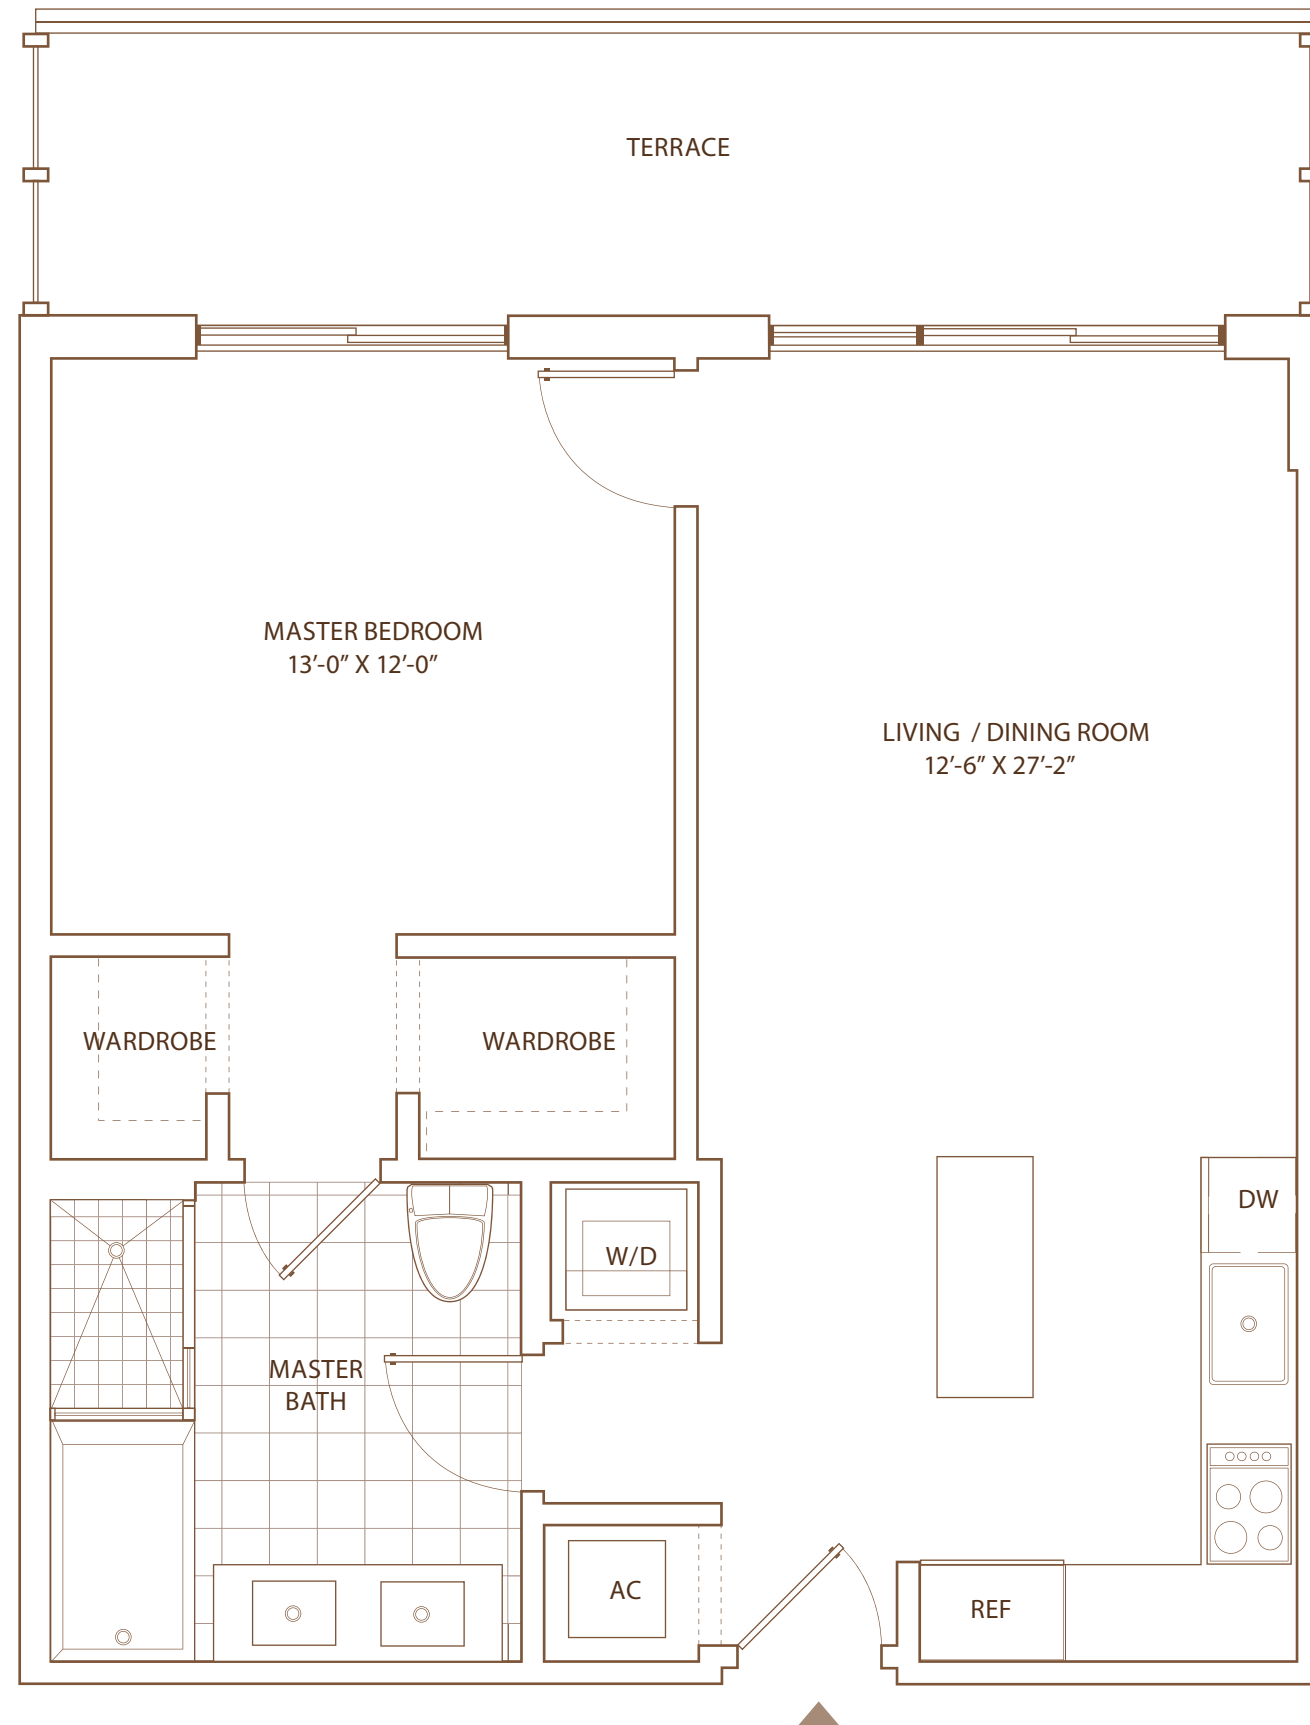 TERRACE
MASTER BEDROOM
13’-0” X 12’-0”
LIVING / DINING ROOM
12’-6” X 27’-2”
WARDROBE
WARDROBE
DW
W/D
MASTER
BATH
AC
REF